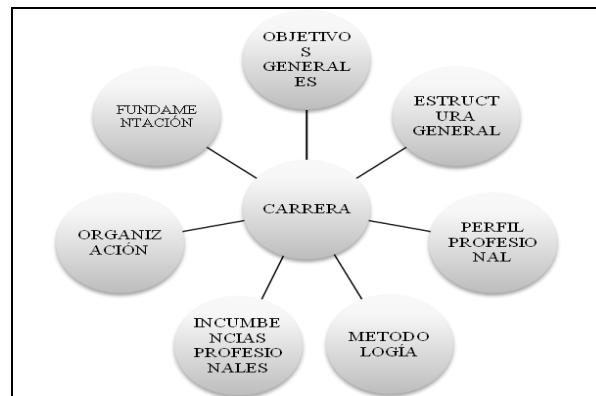 OBJETIVO
S
GENERAL
ES
ESTRUCT
URA
GENERAL
PERFIL
PROFESIO
NAL
METODO
LOGÍA
INCUMBE
NCIAS
PROFESIO
NALES
ORGANIZ
ACIÓN
FUNDAME
NTACIÓN
CARRERA